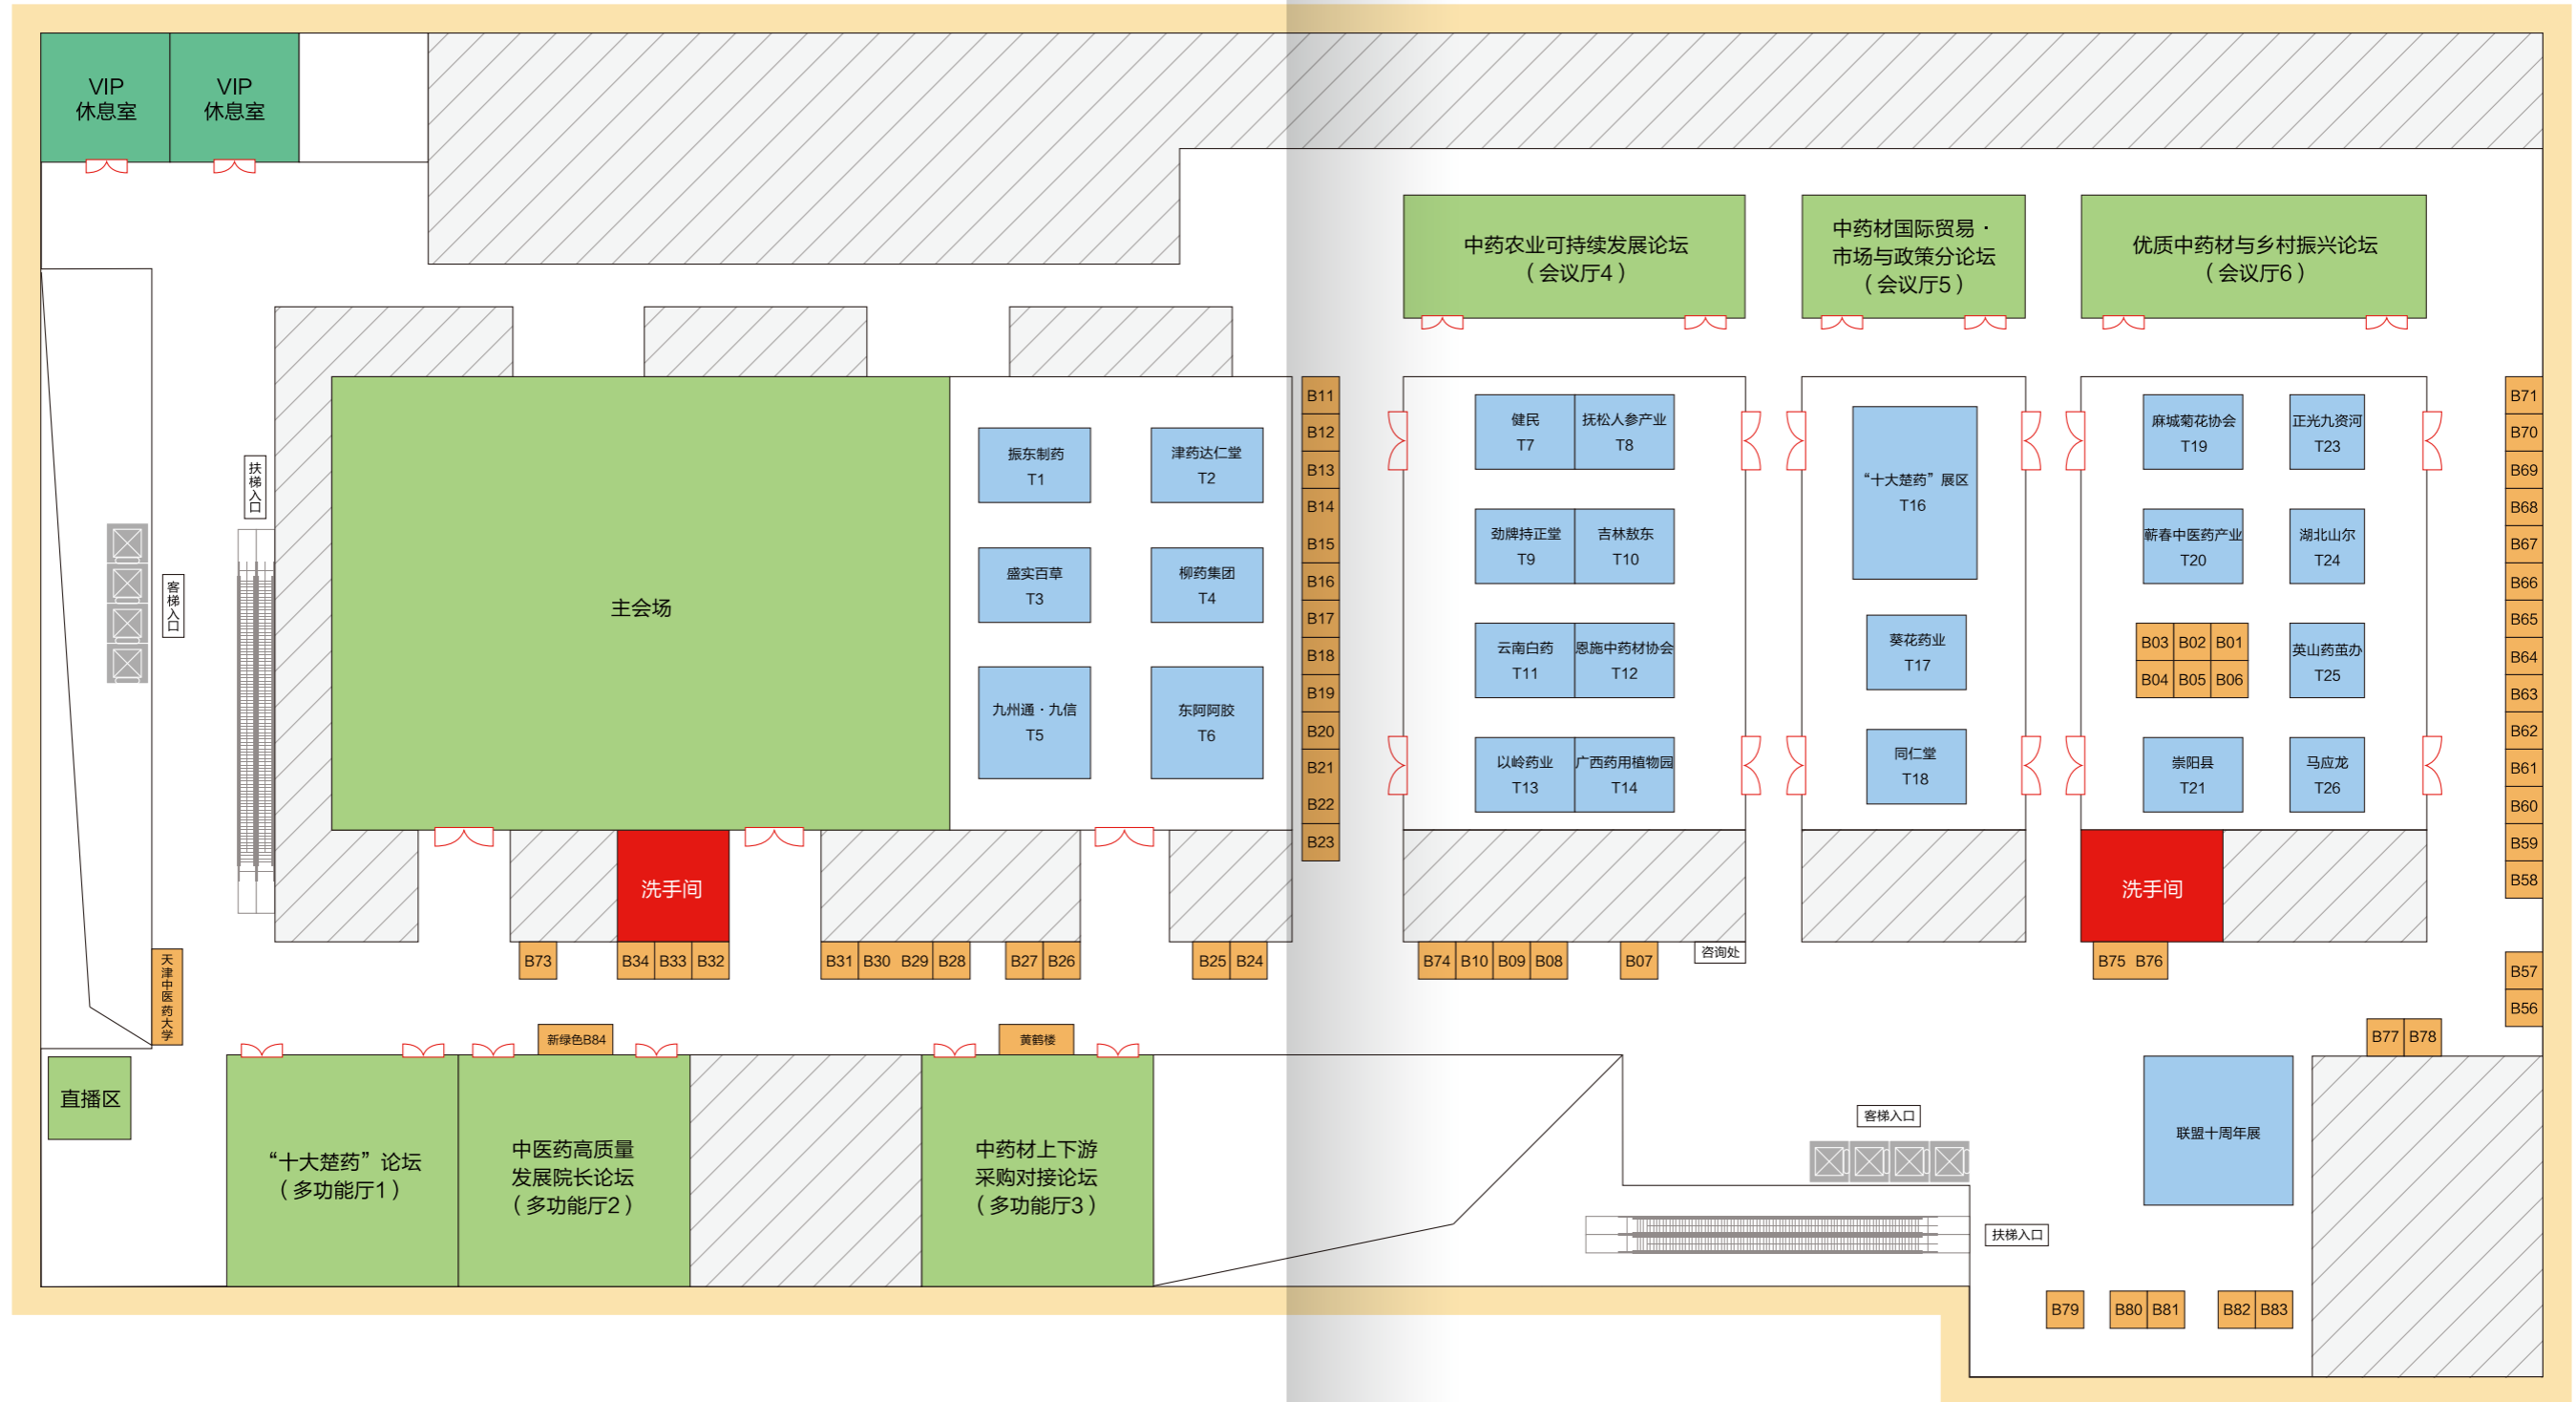 VIP
休息室
VIP
休息室
中药农业可持续发展论坛
（会议厅4）
中药材国际贸易·
市场与政策分论坛
（会议厅5）
优质中药材与乡村振兴论坛
（会议厅6）
扶梯入口
客梯入口
主会场
振东制药
T1
津药达仁堂
T2
盛实百草
T3
柳药集团
T4
九州通·九信
T5
东阿阿胶
T6
B11
B12
B13
B14
B15
B16
B17
B18
B19
B20
B21
B22
B23
健民
T7
抚松人参产业
T8
劲牌持正堂
T9
吉林敖东
T10
云南白药
T11
恩施中药材协会
T12
以岭药业
T13
广西药用植物园
T14
“十大楚药”展区
T16
葵花药业
T17
同仁堂
T18
麻城菊花协会
T19
正光九资河
T23
蕲春中医药产业
T20
湖北山尔
T24
B03 B02 B01
B04 B05 B06
英山药茧办
T25
崇阳县
T21
马应龙
T26
B71
B70
B69
B68
B67
B66
B65
B64
B63
B62
B61
B60
B59
B58
B57
B56
洗手间
洗手间
B73
B34 B33 B32
B31 B30 B29 B28
B27 B26
B25 B24
B74 B10 B09 B08
B07
咨询处
B75 B76
B77 B78
天津中医药大学
新绿色B84
黄鹤楼
直播区
“十大楚药”论坛
（多功能厅1）
中医药高质量
发展院长论坛
（多功能厅2）
中药材上下游
采购对接论坛
（多功能厅3）
客梯入口
扶梯入口
联盟十周年展
B79
B80 B81
B82 B83